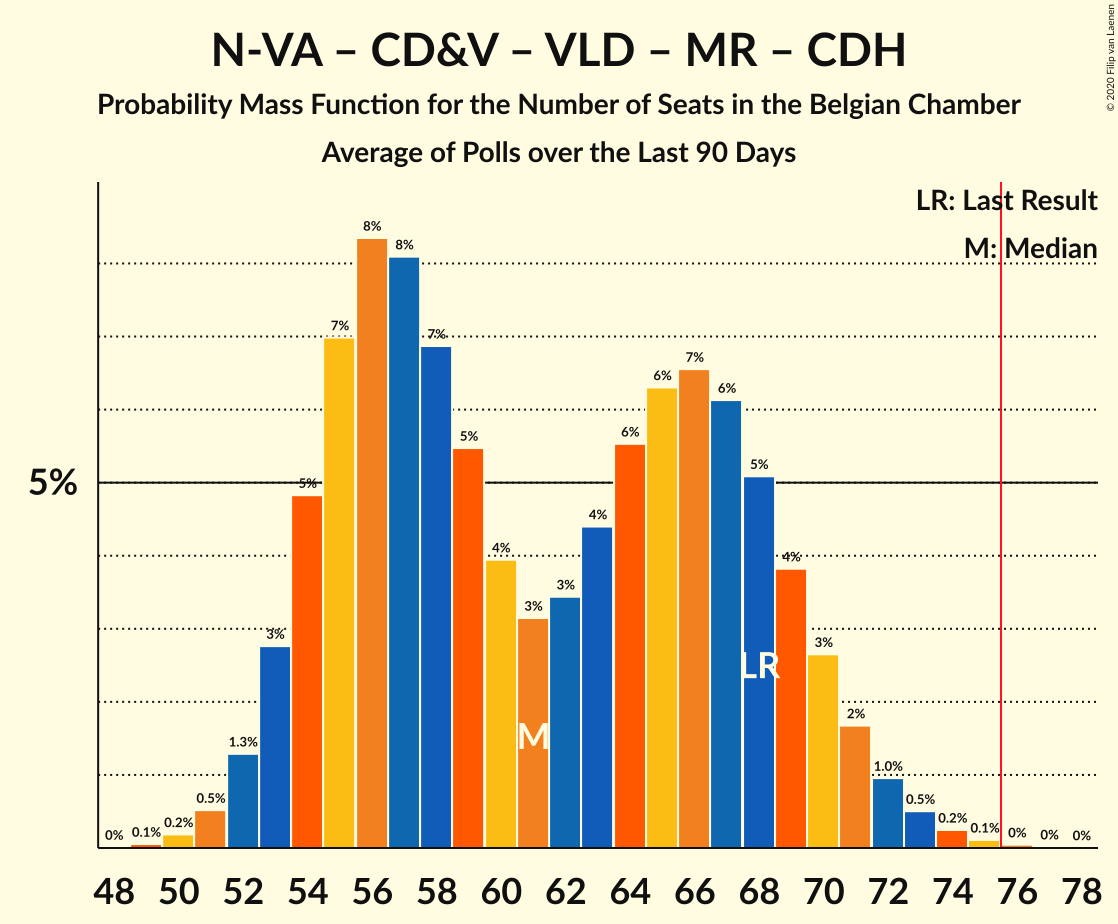 N-VA – CD&V – VLD – MR – CDH
Probability Mass Function for the Number of Seats in the Belgian Chamber
Average of Polls over the Last 90 Days
© 2020 Filip van Laenen
LR: Last Result
M: Median
5%
0% 0.1% 0.2% 0.5% 1.3% 3% 5% 7% 8% 8% 7% 5% 4% 3% 3% 4% 6% 6% 7% 6% 5% 4% 3% 2% 1.0% 0.5% 0.2% 0.1% 0% 0% 0%
LR
M
48 50 52 54 56 58 60 62 64 66 68 70 72 74 76 78